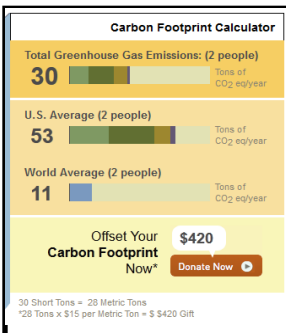 Carbon Footprint Calculator
Total Greenhouse Gas Emissions: (2 people)
30 Tons of
CO2 eq/year
U.S. Average (2 people)
53 Tons of
CO2 eq/year
World Average (2 people)
11 Tons of
CO2 eq/year
Offset Your
Carbon Footprint
Now*
$420
Donate Now
30 Short Tons = 28 Metric Tons
*28 Tons x $15 per Metric Ton = $ $420 Gift